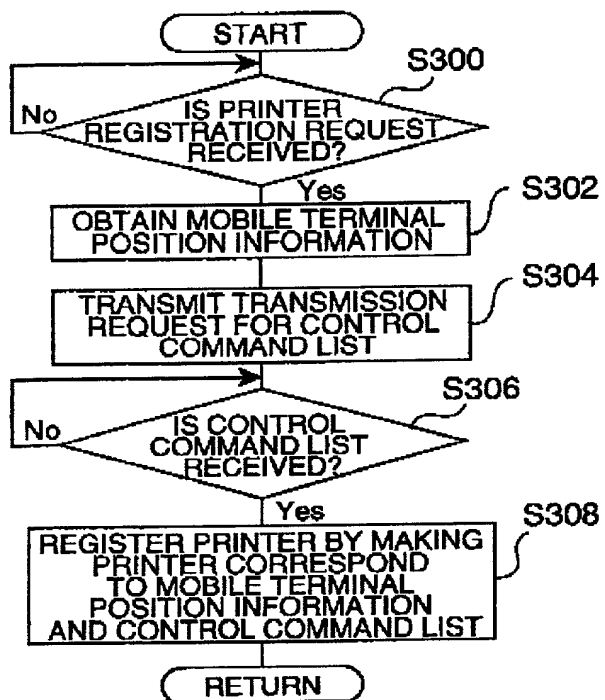 START
S300
IS PRINTER
REGISTRATION REQUEST
RECEIVED?
No
Yes
S302
OBTAIN MOBILE TERMINAL
POSITION INFORMATION
S304
TRANSMIT TRANSMISSION
REQUEST FOR CONTROL
COMMAND LIST
S306
IS CONTROL
COMMAND LIST
RECEIVED?
No
Yes
S308
REGISTER PRINTER BY MAKING
PRINTER CORRESPOND
TO MOBILE TERMINAL
POSITION INFORMATION
AND CONTROL COMMAND LIST
RETURN